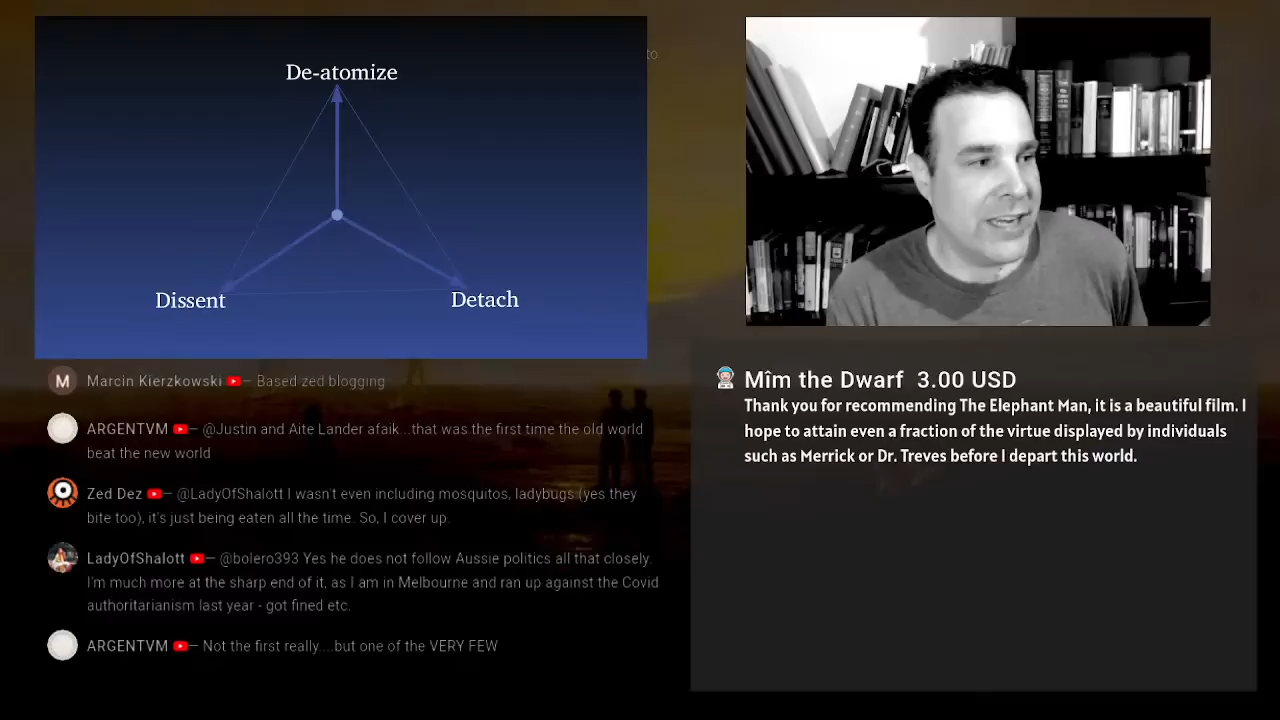 De-atomize
Dissent
Detach
to
Marcin Kierzkowski — Based zed blogging
ARGENTVM — @Justin and Aite Lander afaik...that was the first time the old world
beat the new world
Zed Dez — @LadyOfShalott I wasn't even including mosquitos, ladybugs (yes they
bite too), it's just being eaten all the time. So, I cover up.
LadyOfShalott — @bolero393 Yes he does not follow Aussie politics all that closely.
I'm much more at the sharp end of it, as I am in Melbourne and ran up against the Covid
authoritarianism last year - got fined etc.
ARGENTVM — Not the first really....but one of the VERY FEW
Mîm the Dwarf 3.00 USD
Thank you for recommending The Elephant Man, it is a beautiful film. I
hope to attain even a fraction of the virtue displayed by individuals
such as Merrick or Dr. Treves before I depart this world.